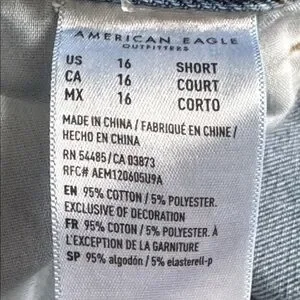 AMERICAN EAGLE
OUTFITTERS
US 16 SHORT
CA 16 COURT
MX 16 CORTO
MADE IN CHINA / FABRIQUÉ EN CHINE /
HECHO EN CHINA
RN 54485/CA 03873
RFC# AEM120605U9A
EN 95% COTTON / 5% POLYESTER.
EXCLUSIVE OF DECORATION
FR 95% COTON / 5% POLYESTER. À
L'EXCEPTION DE LA GARNITURE
SP 95% algodón / 5% elasterell-p